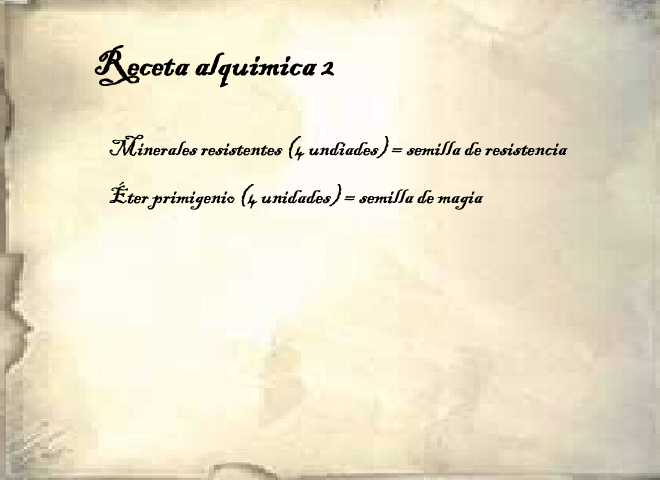 Receta alquimica 2
Minerales resistentes (4 undiades) = semilla de resistencia
Éter primigenio (4 unidades) = semilla de magia